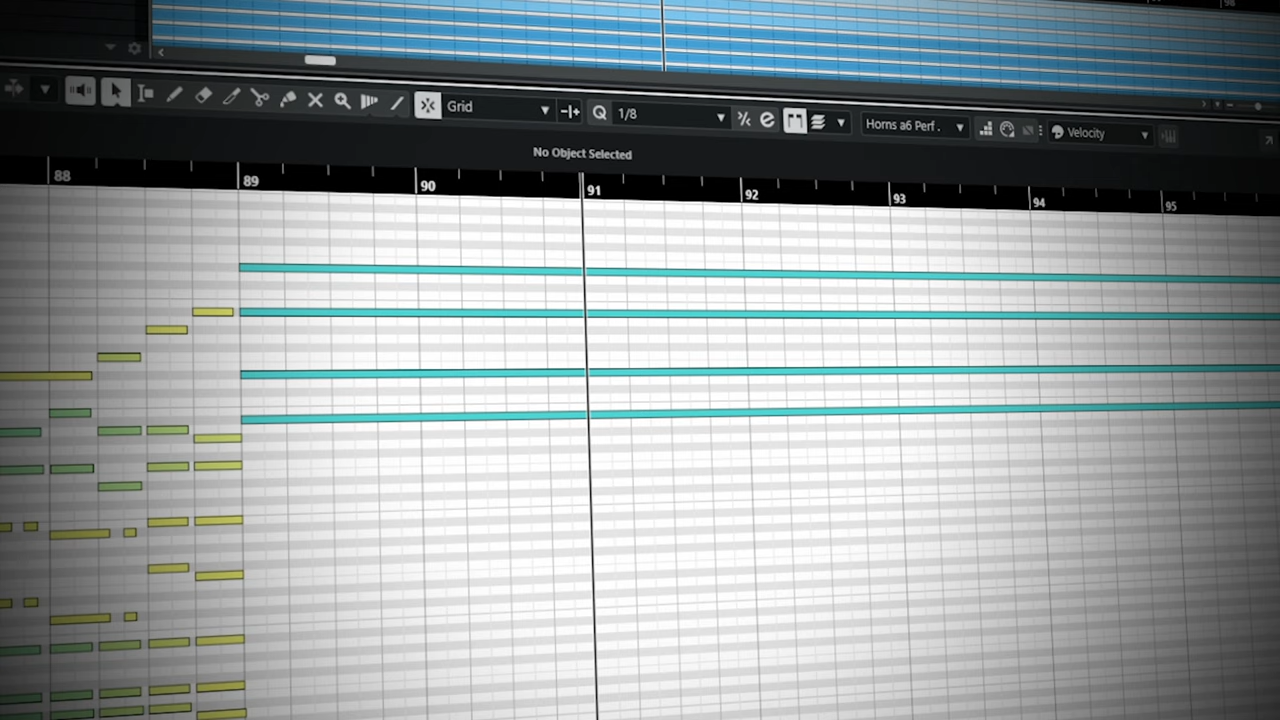 Grid
Q
1/8
Horns a6 Perf .
Velocity
No Object Selected
88
89
90
91
92
93
94
95